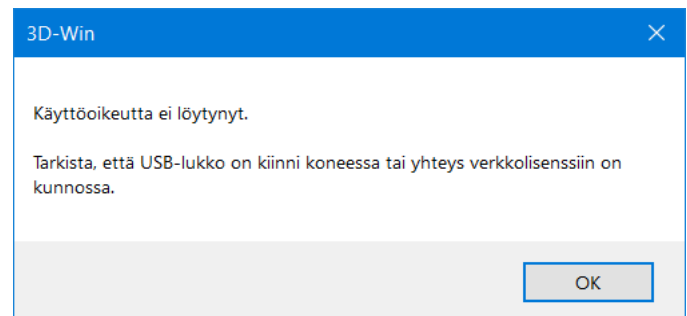 3D-Win
Käyttöoikeutta ei löytynyt.
Tarkista, että USB-lukko on kiinni koneessa tai yhteys verkkolisenssiin on
kunnossa.
OK